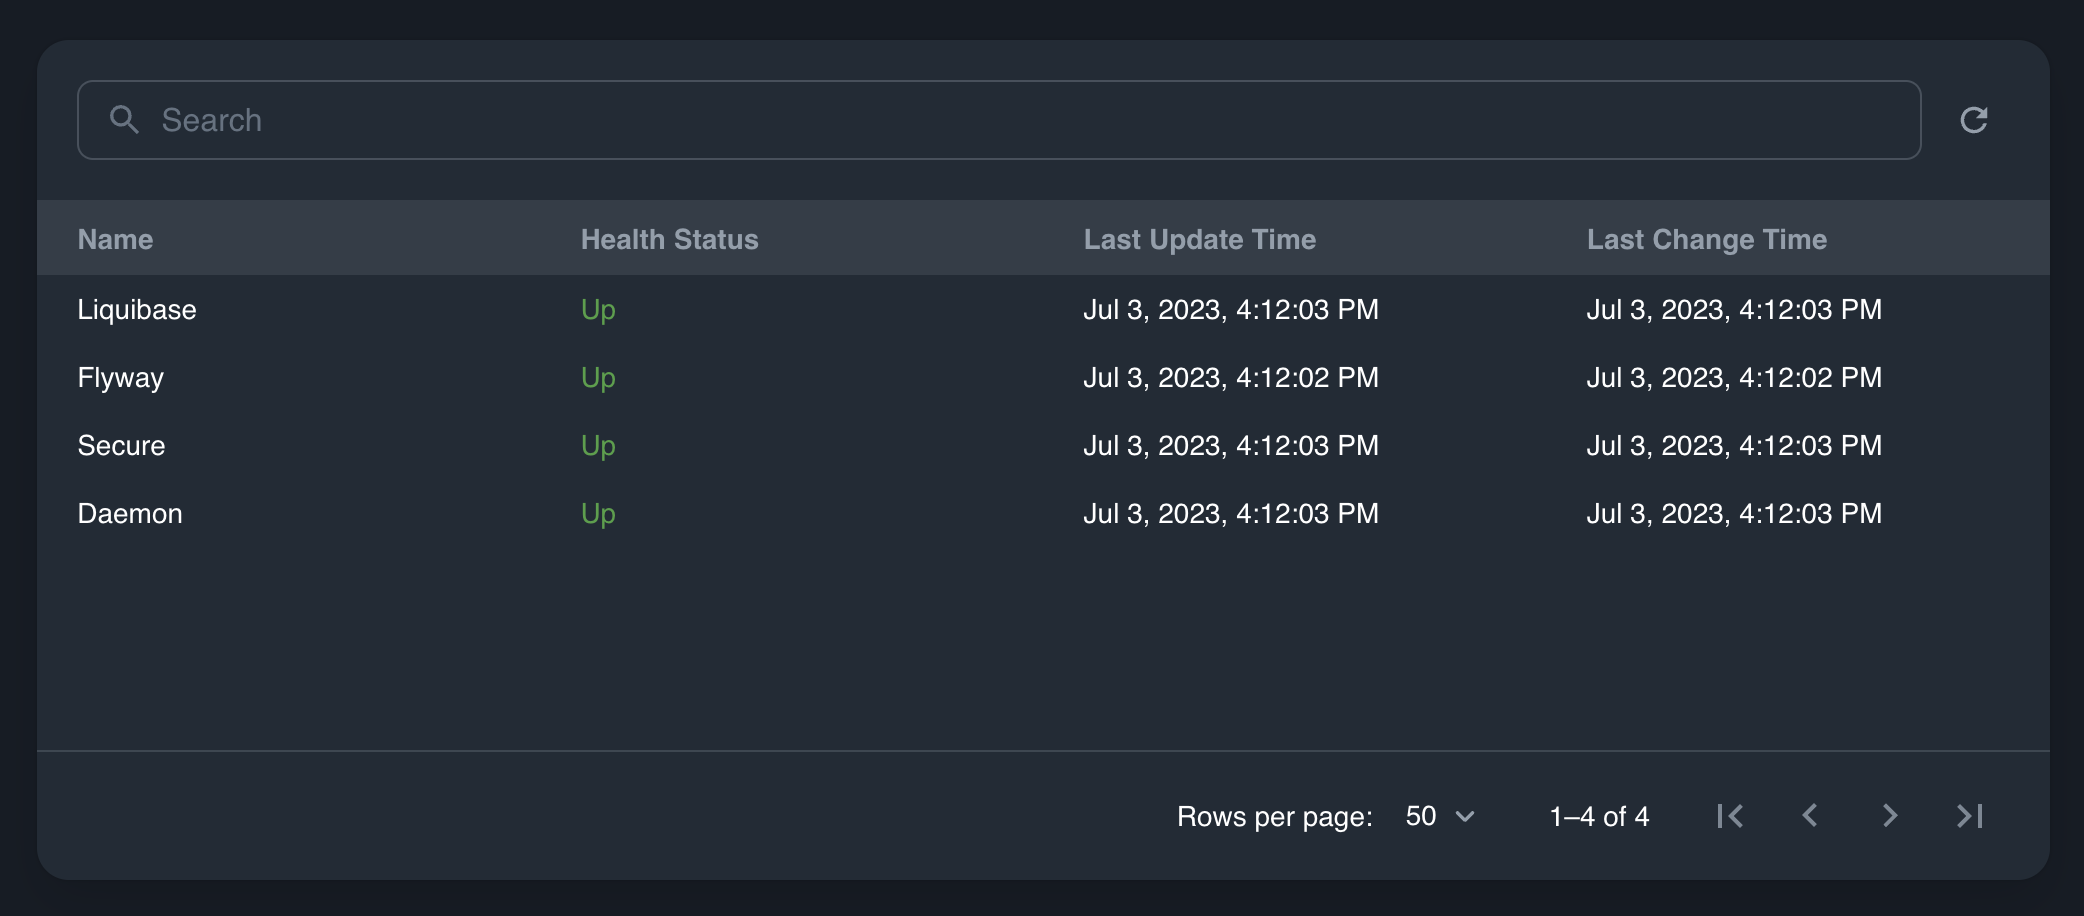 Search
Name Health Status Last Update Time Last Change Time
Liquibase Up Jul 3, 2023, 4:12:03 PM Jul 3, 2023, 4:12:03 PM
Flyway Up Jul 3, 2023, 4:12:02 PM Jul 3, 2023, 4:12:02 PM
Secure Up Jul 3, 2023, 4:12:03 PM Jul 3, 2023, 4:12:03 PM
Daemon Up Jul 3, 2023, 4:12:03 PM Jul 3, 2023, 4:12:03 PM
Rows per page: 50 1–4 of 4